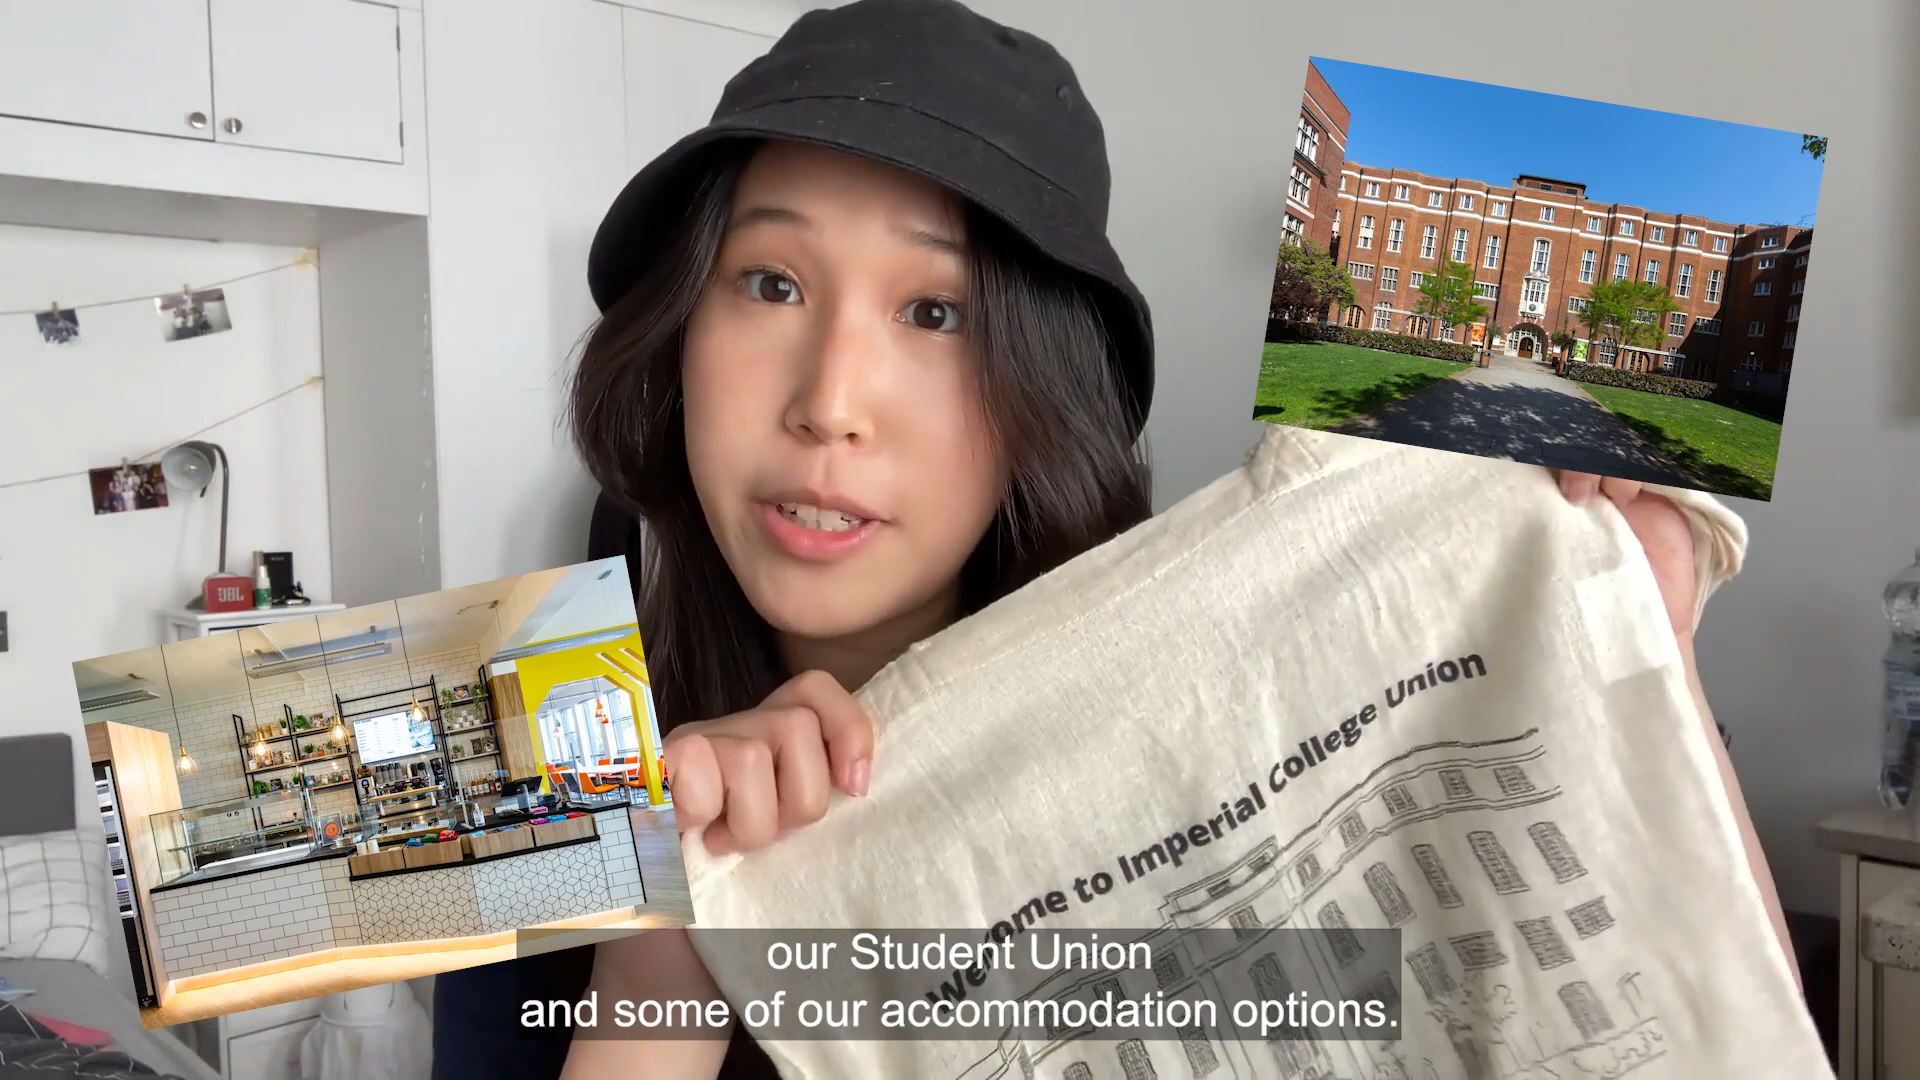 JBL
Welcome to Imperial College Union
our Student Union
and some of our accommodation options.